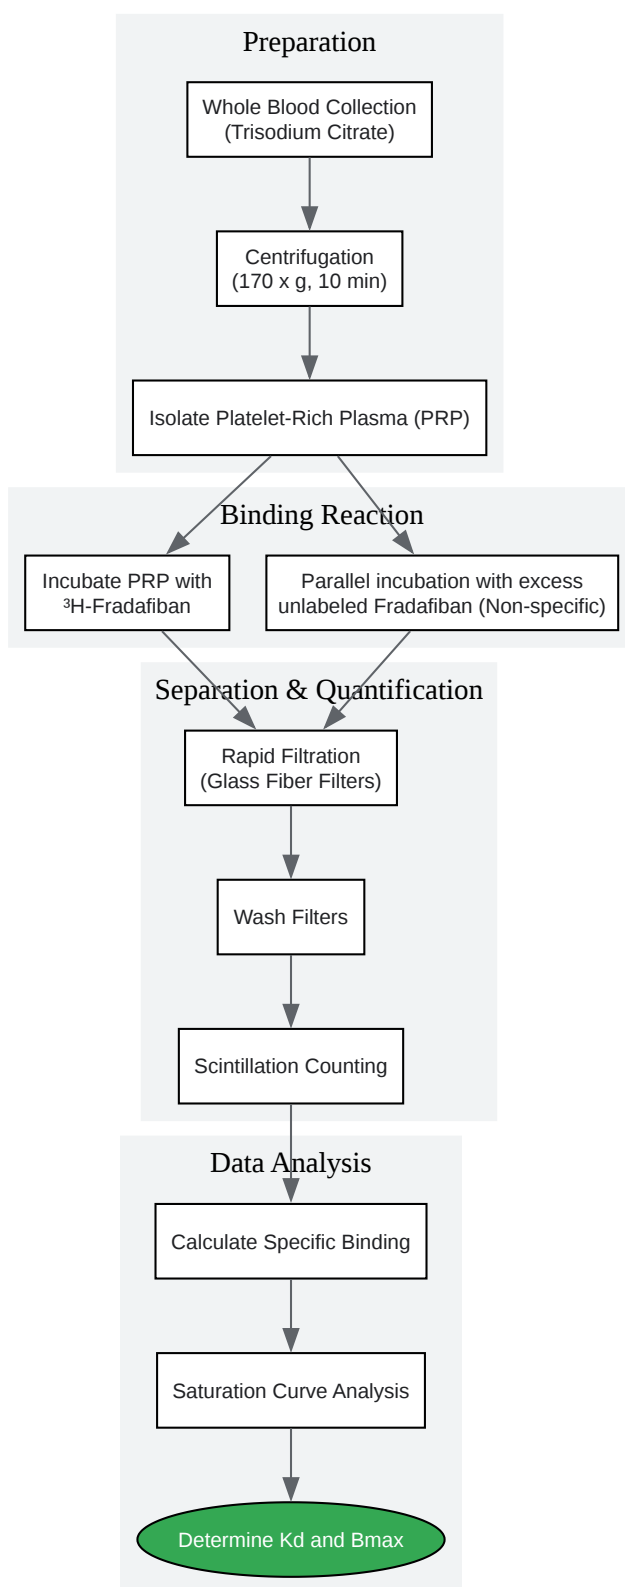 Preparation
Whole Blood Collection
(Trisodium Citrate)
Centrifugation
(170 x g, 10 min)
Isolate Platelet-Rich Plasma (PRP)
Binding Reaction
Incubate PRP with
³H-Fradafiban
Parallel incubation with excess
unlabeled Fradafiban (Non-specific)
Separation & Quantification
Rapid Filtration
(Glass Fiber Filters)
Wash Filters
Scintillation Counting
Data Analysis
Calculate Specific Binding
Saturation Curve Analysis
Determine Kd and Bmax